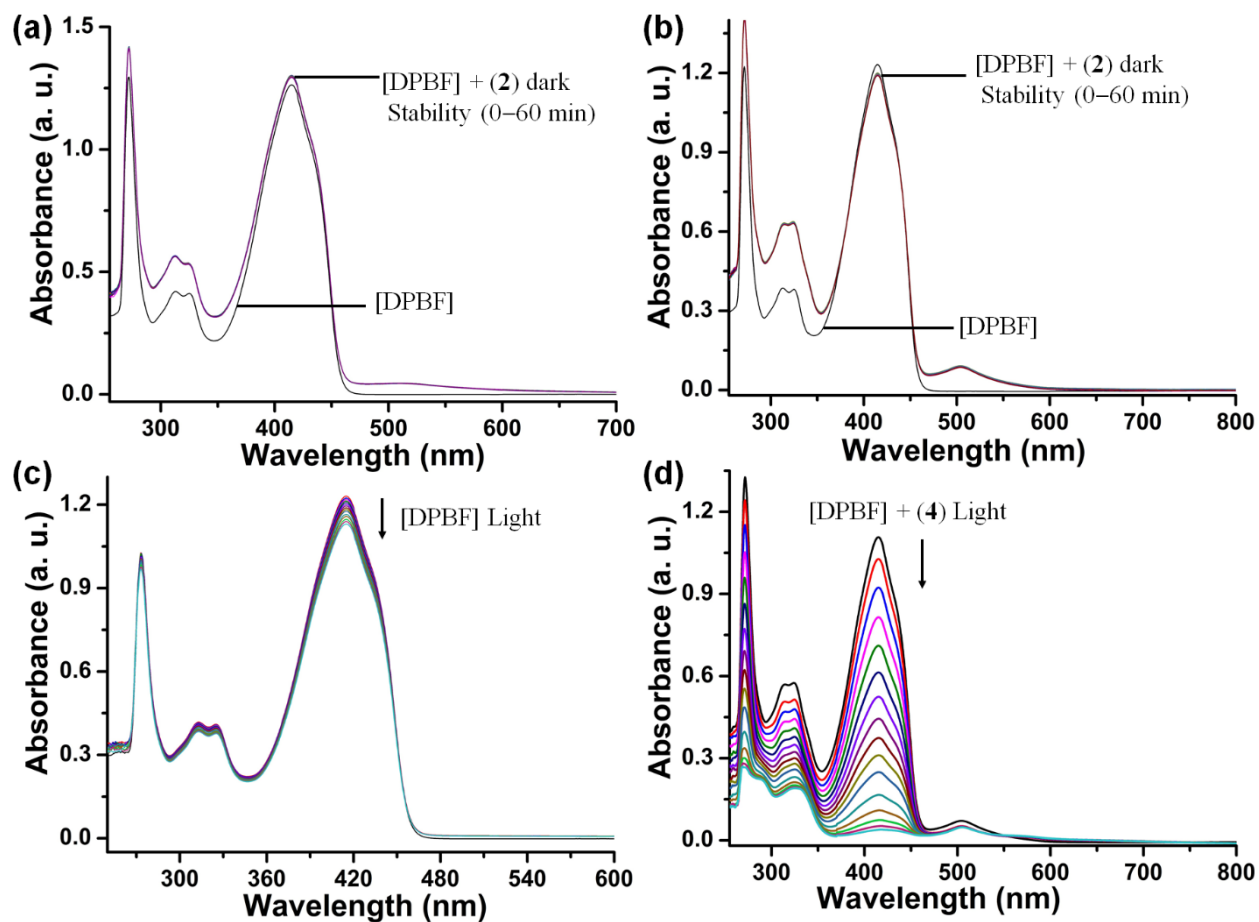 (a)
[DPBF] + (2) dark
Stability (0–60 min)
[DPBF]
Absorbance (a. u.)
1.5
1.0
0.5
0.0
300 400 500 600 700
Wavelength (nm)
(b)
[DPBF] + (2) dark
Stability (0–60 min)
[DPBF]
Absorbance (a. u.)
1.2
0.9
0.6
0.3
0.0
300 400 500 600 700 800
Wavelength (nm)
(c)
[DPBF] Light
Absorbance (a. u.)
1.2
0.9
0.6
0.3
0.0
300 360 420 480 540 600
Wavelength (nm)
(d)
[DPBF] + (4) Light
Absorbance (a. u.)
1.2
0.9
0.6
0.3
0.0
300 400 500 600 700 800
Wavelength (nm)